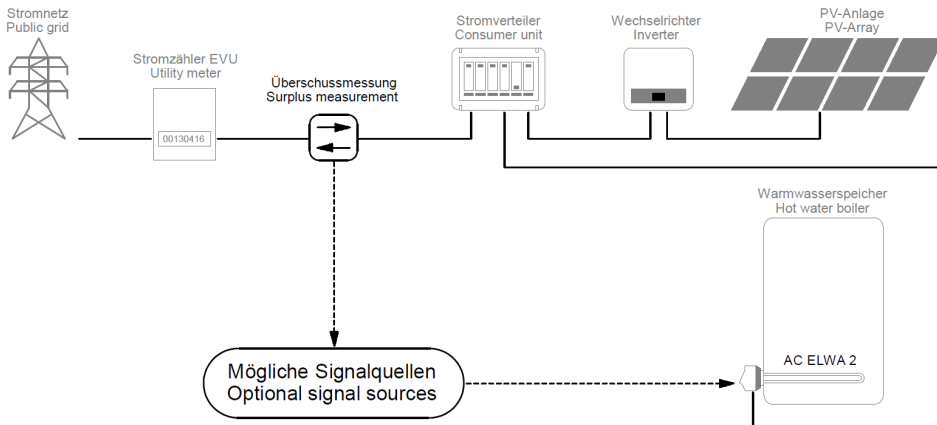 Stromnetz
Public grid
Stromzähler EVU
Utility meter
00130416
Überschussmessung
Surplus measurement
Stromverteiler
Consumer unit
Wechselrichter
Inverter
PV-Anlage
PV-Array
Warmwasserspeicher
Hot water boiler
AC ELWA 2
Mögliche Signalquellen
Optional signal sources